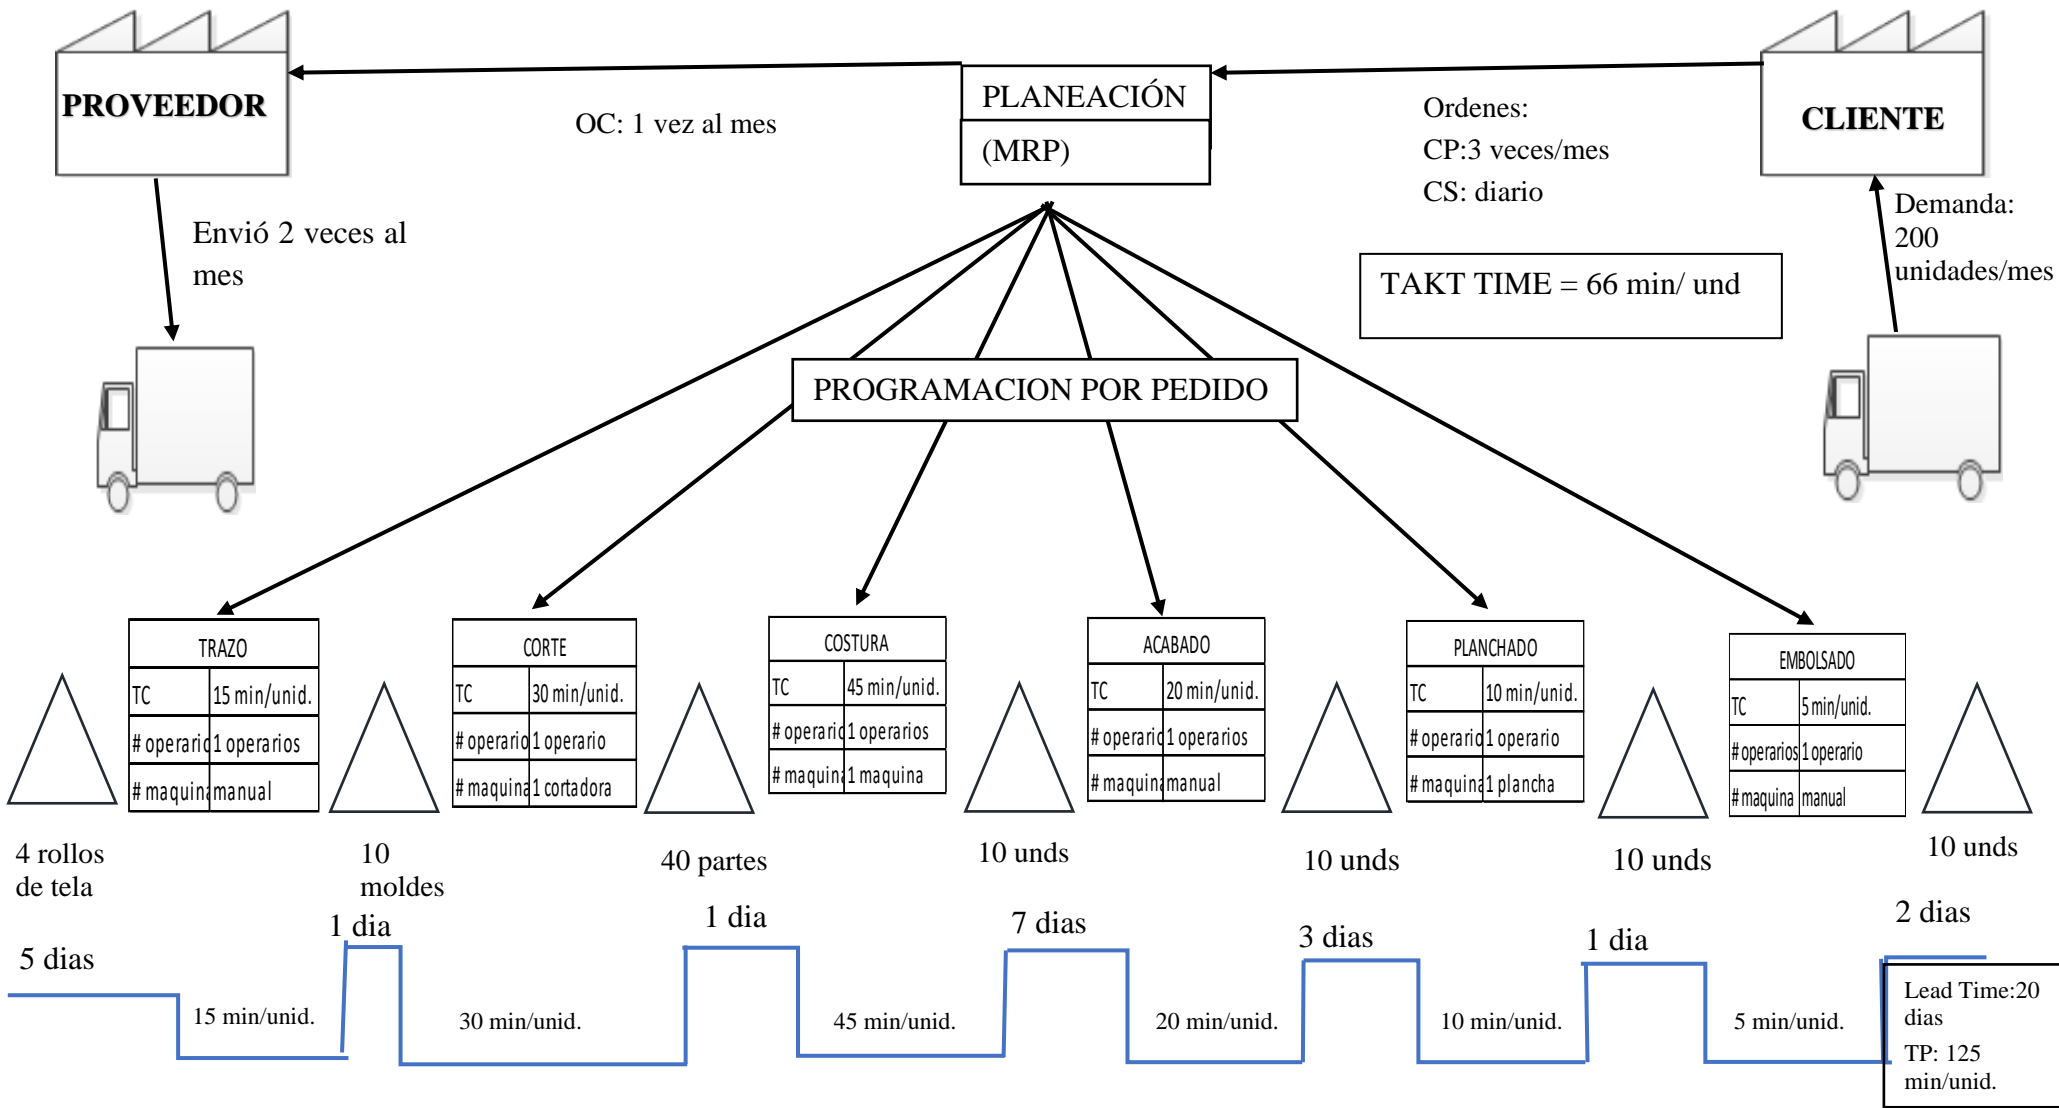 PROVEEDOR
OC: 1 vez al mes
PLANEACIÓN
(MRP)
Ordenes:
CP:3 veces/mes
CS: diario
CLIENTE
Envió 2 veces al
mes
Demanda:
200
unidades/mes
TAKT TIME = 66 min/ und
PROGRAMACION POR PEDIDO
TRAZO
TC 15 min/unid.
# operario 1 operarios
# maquina manual
CORTE
TC 30 min/unid.
# operario 1 operario
# maquina 1 cortadora
COSTURA
TC 45 min/unid.
# operario 1 operarios
# maquina 1 maquina
ACABADO
TC 20 min/unid.
# operario 1 operarios
# maquina manual
PLANCHADO
TC 10 min/unid.
# operario 1 operario
# maquina 1 plancha
EMBOLSADO
TC 5 min/unid.
# operarios 1 operario
# maquina manual
4 rollos
de tela
10
moldes
40 partes
10 unds
10 unds
10 unds
10 unds
5 dias
1 dia
1 dia
7 dias
3 dias
1 dia
2 dias
15 min/unid.
30 min/unid.
45 min/unid.
20 min/unid.
10 min/unid.
5 min/unid.
Lead Time:20
dias
TP: 125
min/unid.